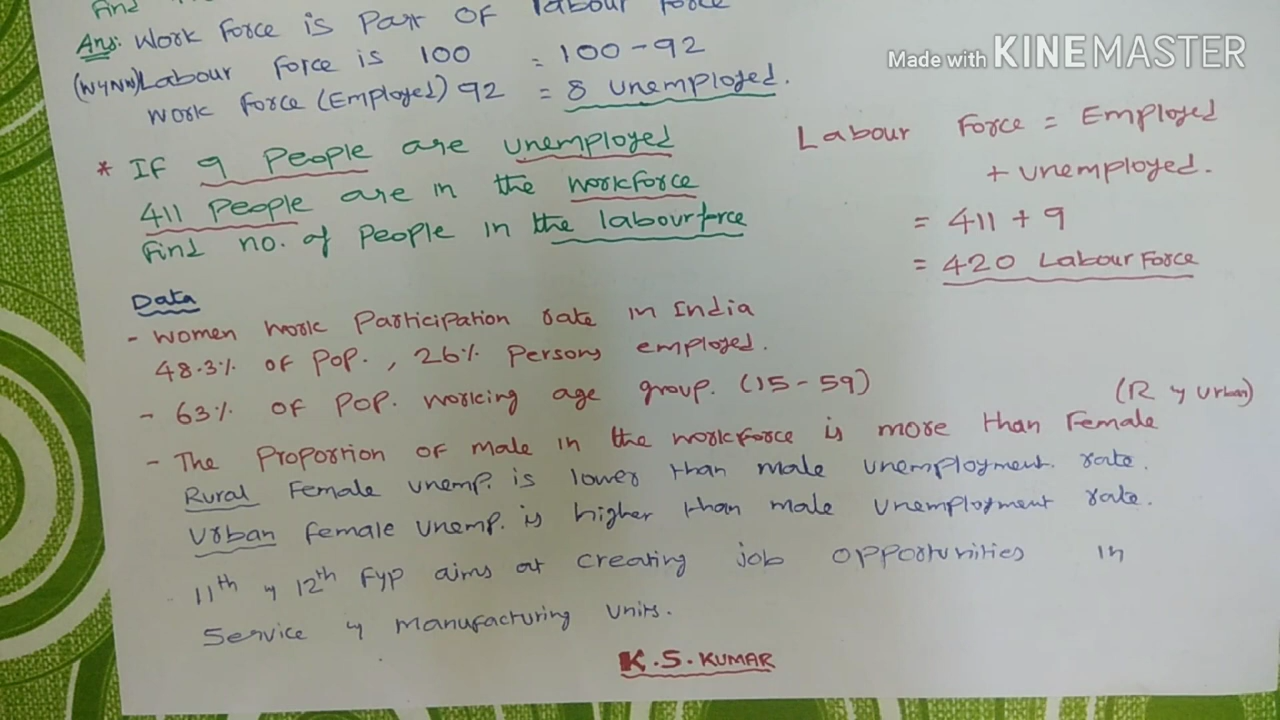 Find
Ans: Work Force is Part OF labour Force
(W4NW) Labour Force is 100 = 100-92
Work Force (Employed) 92 = 8 unemployed.
* If 9 People are unemployed
411 People are in the workforce
Find no. of People in the labourforce
Labour Force = Employed
+ unemployed.
= 411 + 9
= 420 Labour Force
Data
- Women work Participation rate in India
48.3% of Pop., 26% Persons employed.
- 63% of Pop. working age group. (15-59)
(R & Urban)
- The Proportion of male in the workforce is more than Female
Rural Female unemp. is lower than male unemployment rate.
Urban female unemp. is higher than male unemployment rate.
11th & 12th Fyp aims at creating job opportunities in
Service & manufacturing units.
K.S.KUMAR
Made with KINEMASTER